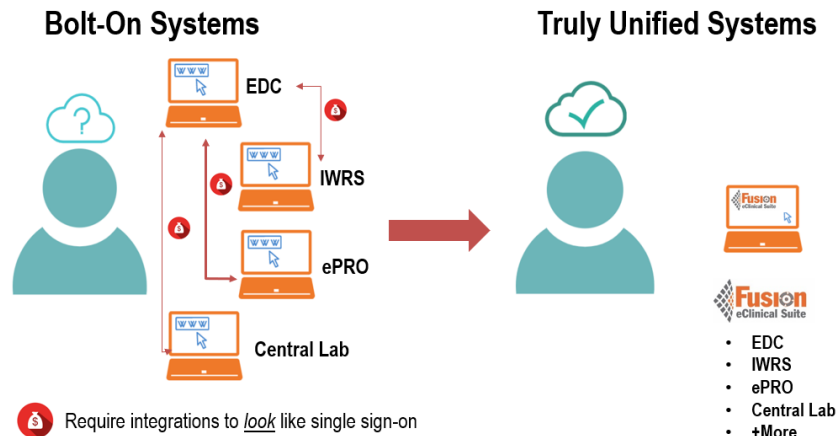 Bolt-On Systems
Truly Unified Systems
?
WWW
EDC
$
WWW
IWRS
$
WWW
ePRO
$
WWW
Central Lab
Fusion
eClinical Suite
Fusion
eClinical Suite
• EDC
• IWRS
• ePRO
• Central Lab
• +More
$ Require integrations to look like single sign-on